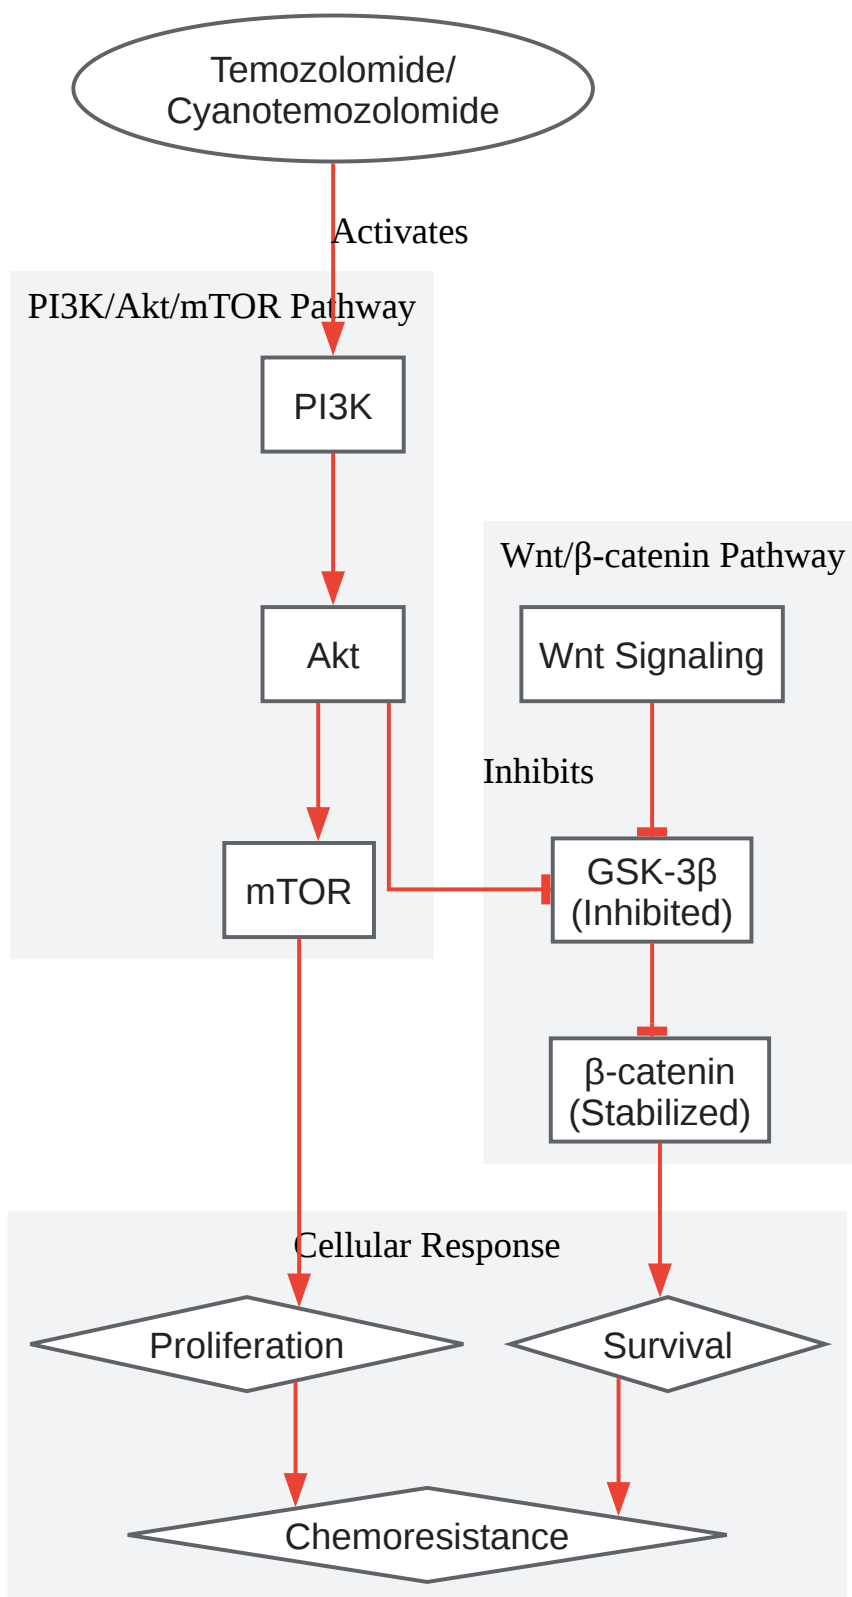 Temozolomide/
Cyanotemozolomide
Activates
PI3K/Akt/mTOR Pathway
PI3K
Wnt/β-catenin Pathway
Akt
Wnt Signaling
Inhibits
mTOR
GSK-3β
(Inhibited)
β-catenin
(Stabilized)
Cellular Response
Proliferation
Survival
Chemoresistance